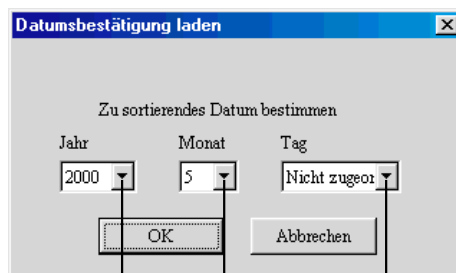 Datumsbestätigung laden
Zu sortierendes Datum bestimmen
Jahr Monat Tag
2000 5 Nicht zugeor
OK Abbrechen